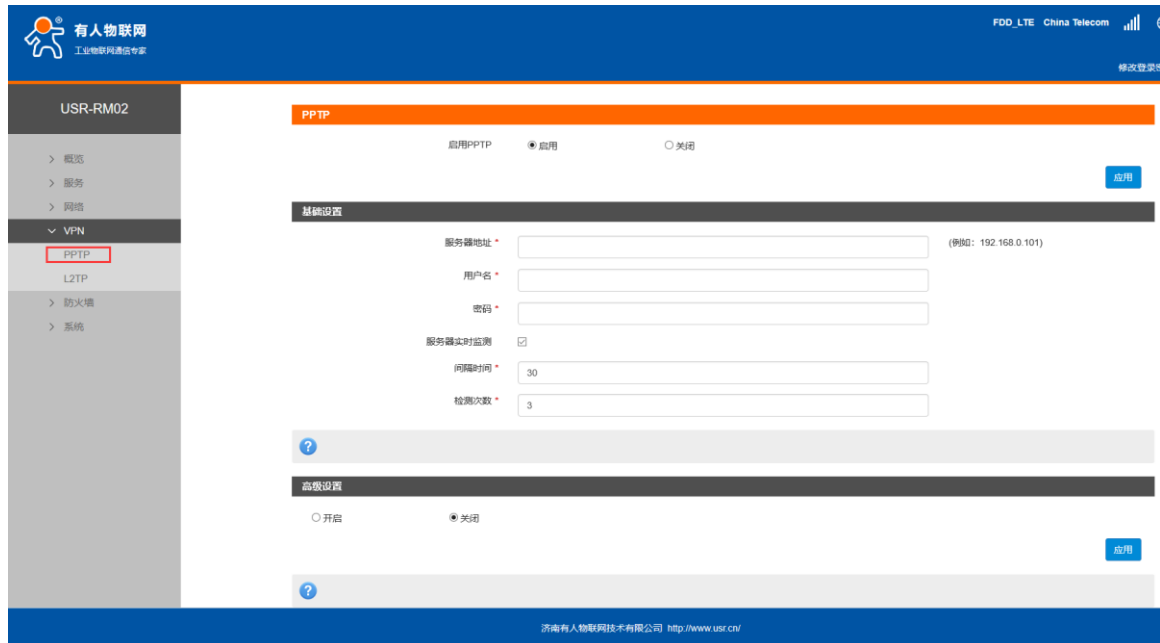 有人物联网
工业物联网通信专家
FDD_LTE China Telecom
修改登录
USR-RM02
> 概览
> 服务
> 网络
VPN
PPTP
L2TP
> 防火墙
> 系统
PPTP
启用PPTP 启用 关闭
应用
基础设置
服务器地址 * (例如：192.168.0.101)
用户名 *
密码 *
服务器实时监测
间隔时间 * 30
检测次数 * 3
?
高级设置
开启 关闭
应用
?
济南有人物联网技术有限公司 http://www.usr.cn/